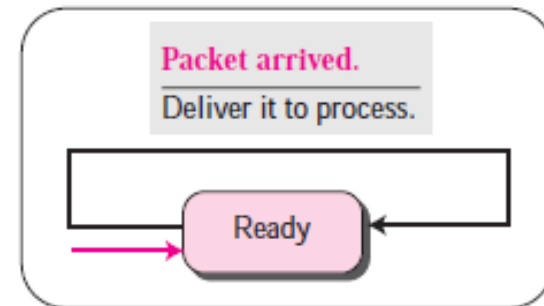 Packet arrived.
Deliver it to process.
Ready